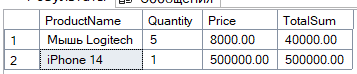 Сообщения
ProductName Quantity Price TotalSum
1 Мышь Logitech 5 8000.00 40000.00
2 iPhone 14 1 500000.00 500000.00